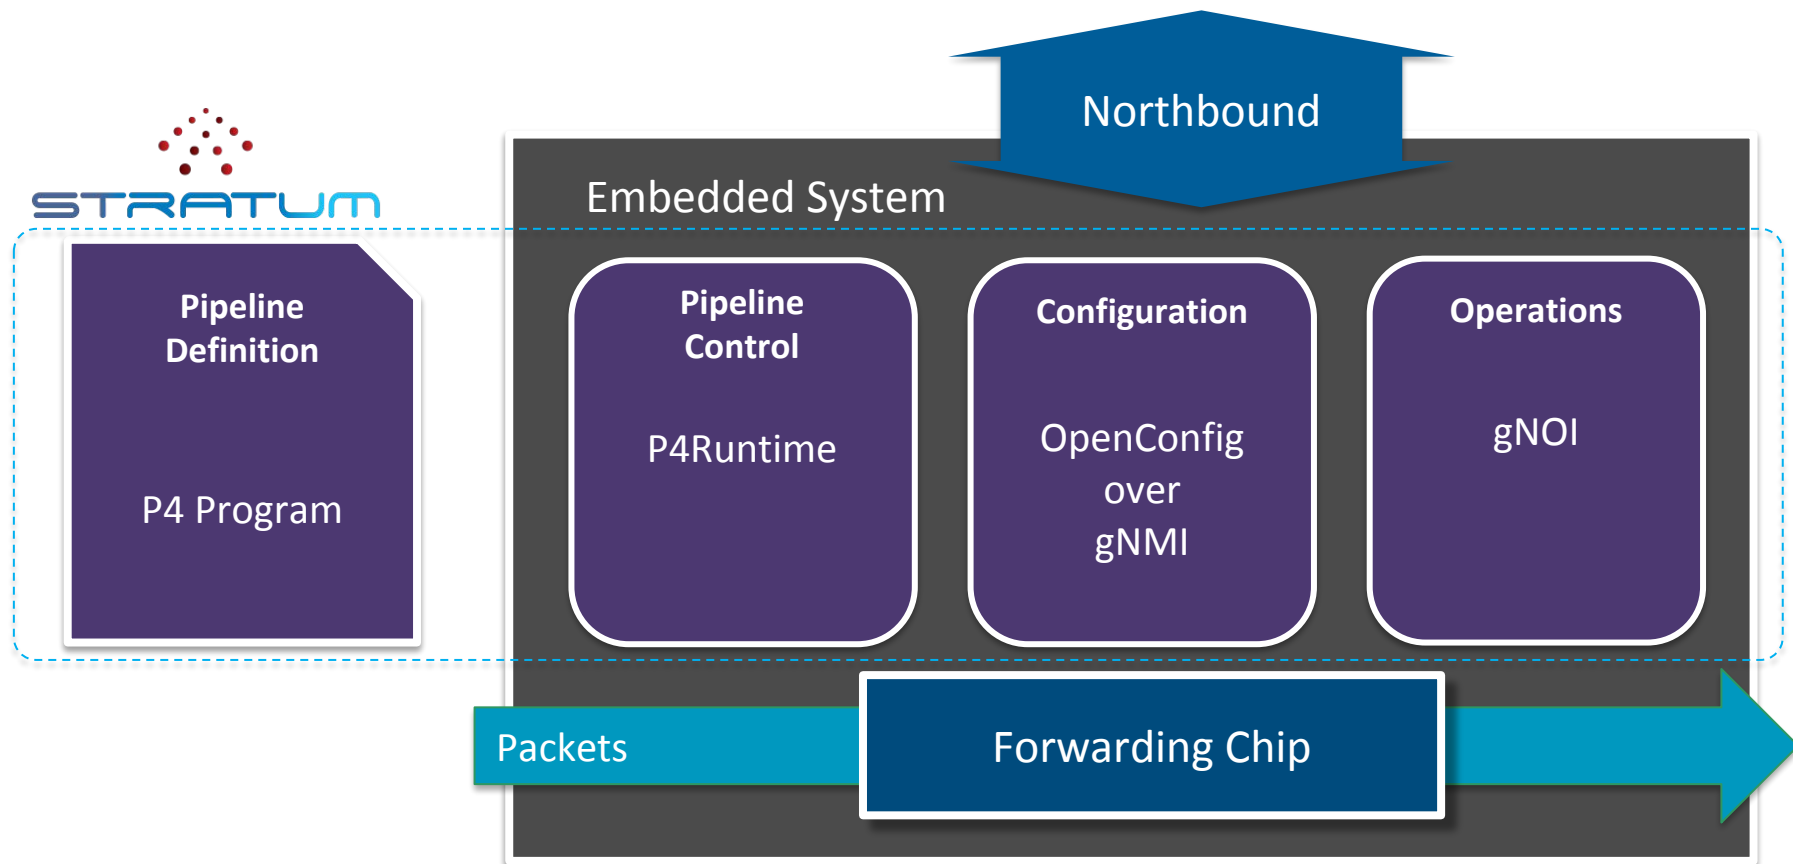 Northbound
STRATUM
Embedded System
Pipeline
Definition
P4 Program
Pipeline
Control
P4Runtime
Configuration
OpenConfig
over
gNMI
Operations
gNOI
Packets
Forwarding Chip